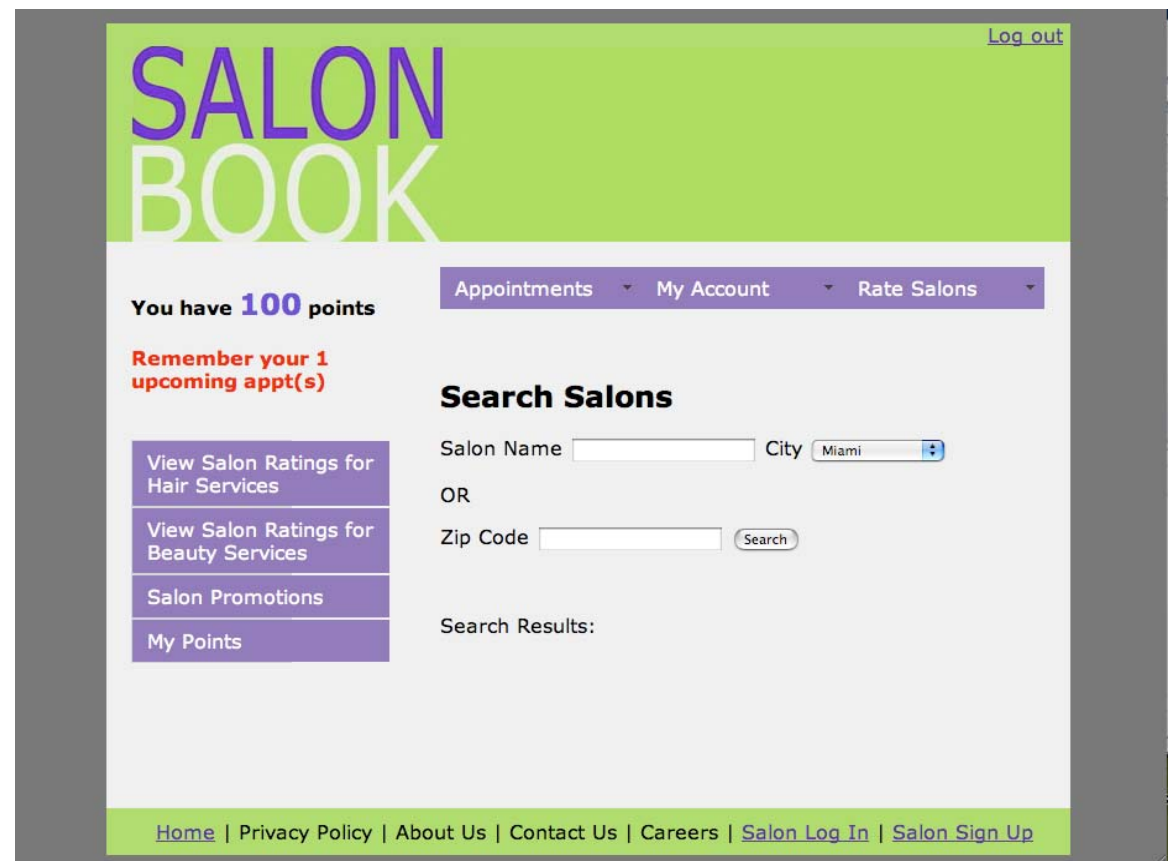 Log out
SALON
BOOK
You have 100 points
Remember your 1
upcoming appt(s)
View Salon Ratings for
Hair Services
View Salon Ratings for
Beauty Services
Salon Promotions
My Points
Appointments My Account Rate Salons
Search Salons
Salon Name City Miami
OR
Zip Code Search
Search Results:
Home | Privacy Policy | About Us | Contact Us | Careers | Salon Log In | Salon Sign Up